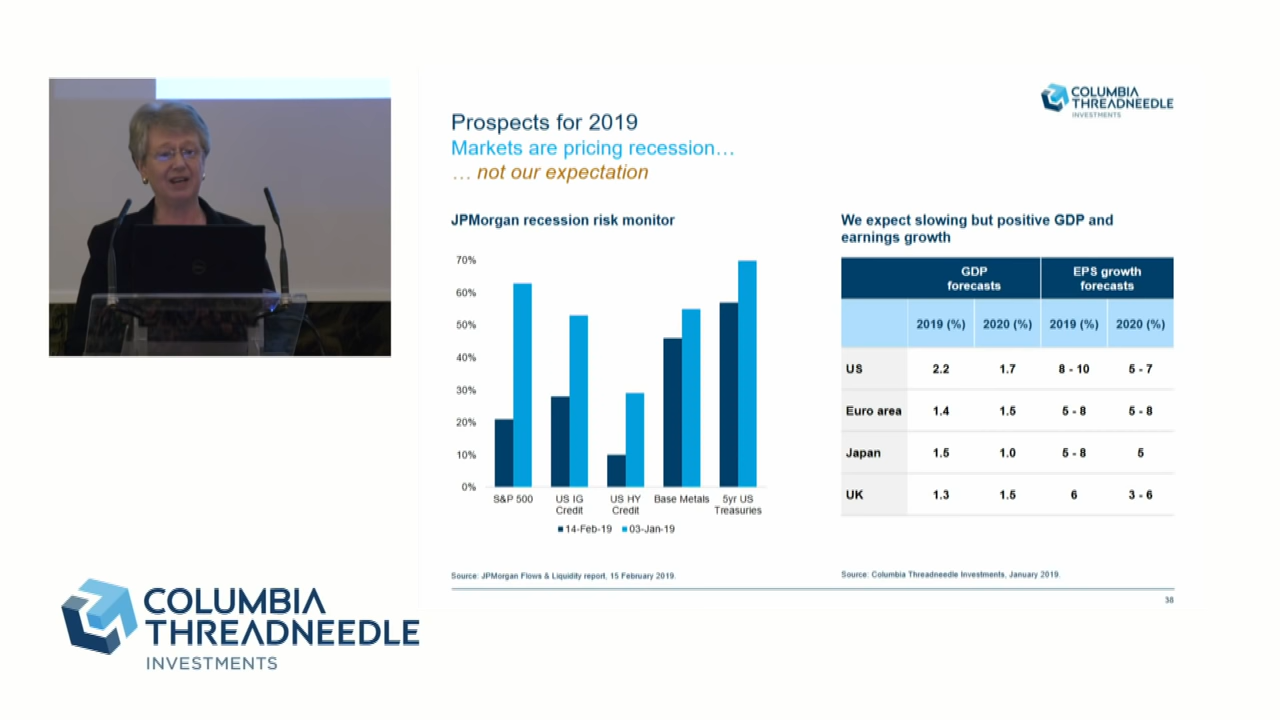 COLUMBIA
THREADNEEDLE
INVESTMENTS
Prospects for 2019
Markets are pricing recession…
… not our expectation
JPMorgan recession risk monitor
70%
60%
50%
40%
30%
20%
10%
0%
S&P 500 US IG Credit US HY Credit Base Metals 5yr US Treasuries
14-Feb-19 03-Jan-19
Source: JPMorgan Flows & Liquidity report, 15 February 2019.
We expect slowing but positive GDP and
earnings growth
GDP forecasts EPS growth forecasts
2019 (%) 2020 (%) 2019 (%) 2020 (%)
US 2.2 1.7 8 - 10 5 - 7
Euro area 1.4 1.5 5 - 8 5 - 8
Japan 1.5 1.0 5 - 8 5
UK 1.3 1.5 6 3 - 6
Source: Columbia Threadneedle Investments, January 2019.
38
COLUMBIA
THREADNEEDLE
INVESTMENTS